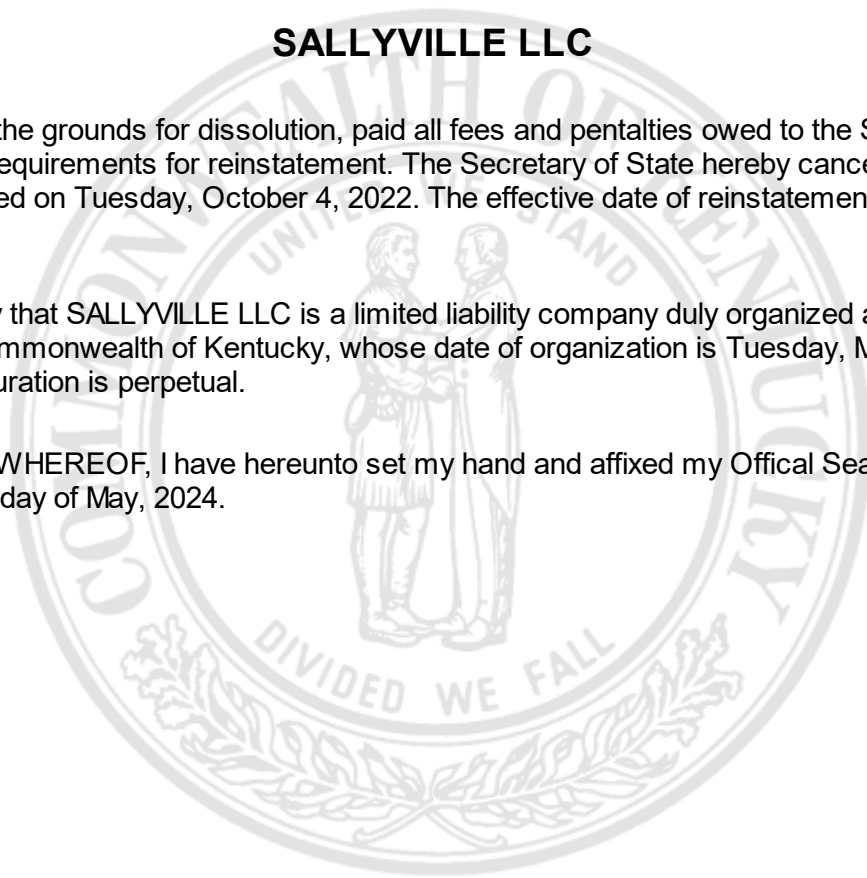 SALLYVILLE LLC
the grounds for dissolution, paid all fees and pentalties owed to the S
equirements for reinstatement. The Secretary of State hereby cance
ed on Tuesday, October 4, 2022. The effective date of reinstatemen
y that SALLYVILLE LLC is a limited liability company duly organized a
mmonwealth of Kentucky, whose date of organization is Tuesday, M
uration is perpetual.
WHEREOF, I have hereunto set my hand and affixed my Offical Sea
day of May, 2024.
COMMONWEALTH OF KENTUCKY
UNITED WE STAND
DIVIDED WE FALL